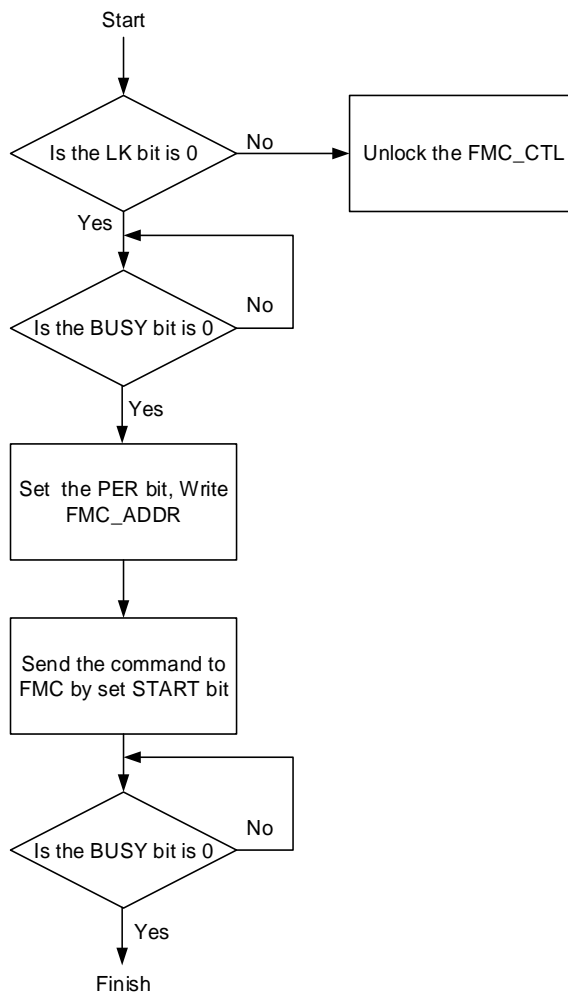 Start
Is the LK bit is 0
No
Unlock the FMC_CTL
Yes
No
Is the BUSY bit is 0
Yes
Set  the PER bit, Write
FMC_ADDR
Send the command to
FMC by set START bit
No
Is the BUSY bit is 0
Yes
Finish